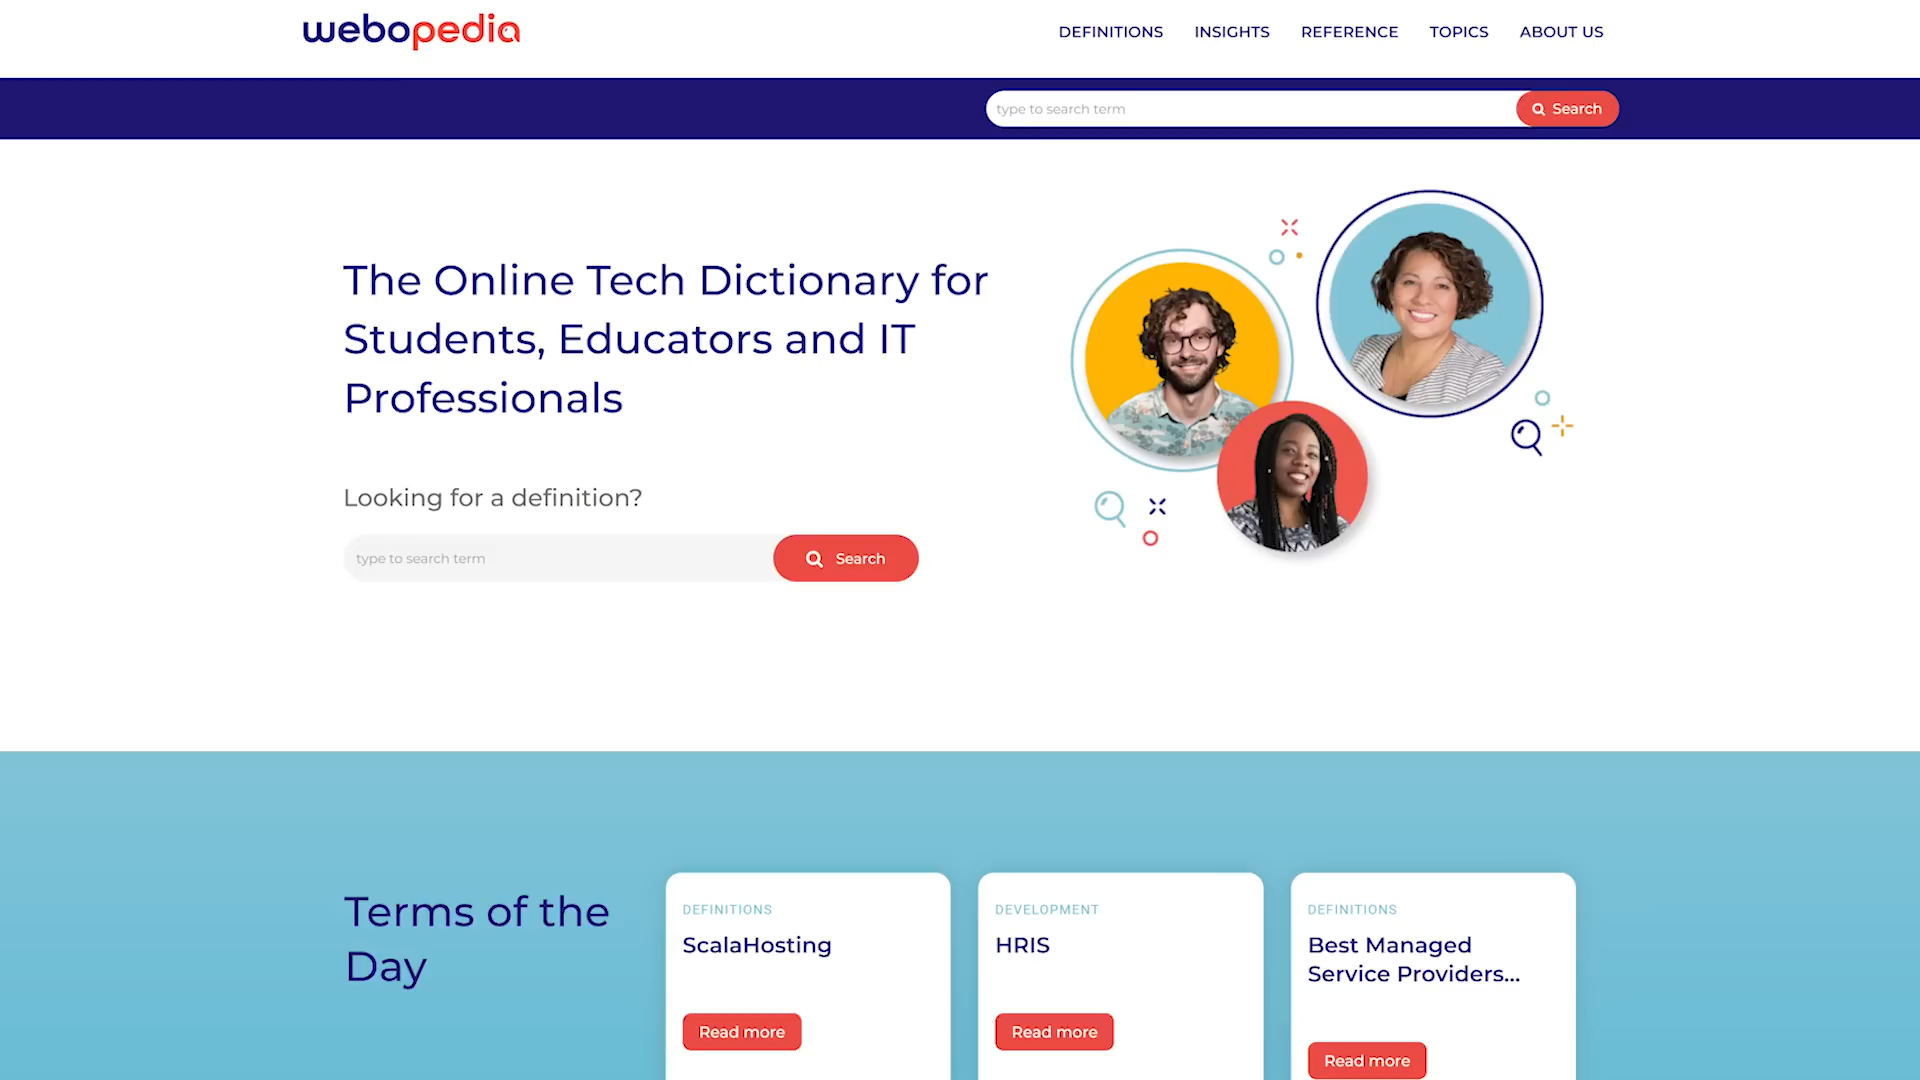 webopedia
DEFINITIONS INSIGHTS REFERENCE TOPICS ABOUT US
type to search term Search
The Online Tech Dictionary for
Students, Educators and IT
Professionals
Looking for a definition?
type to search term Search
Terms of the
Day
DEFINITIONS
ScalaHosting
Read more
DEVELOPMENT
HRIS
Read more
DEFINITIONS
Best Managed
Service Providers...
Read more